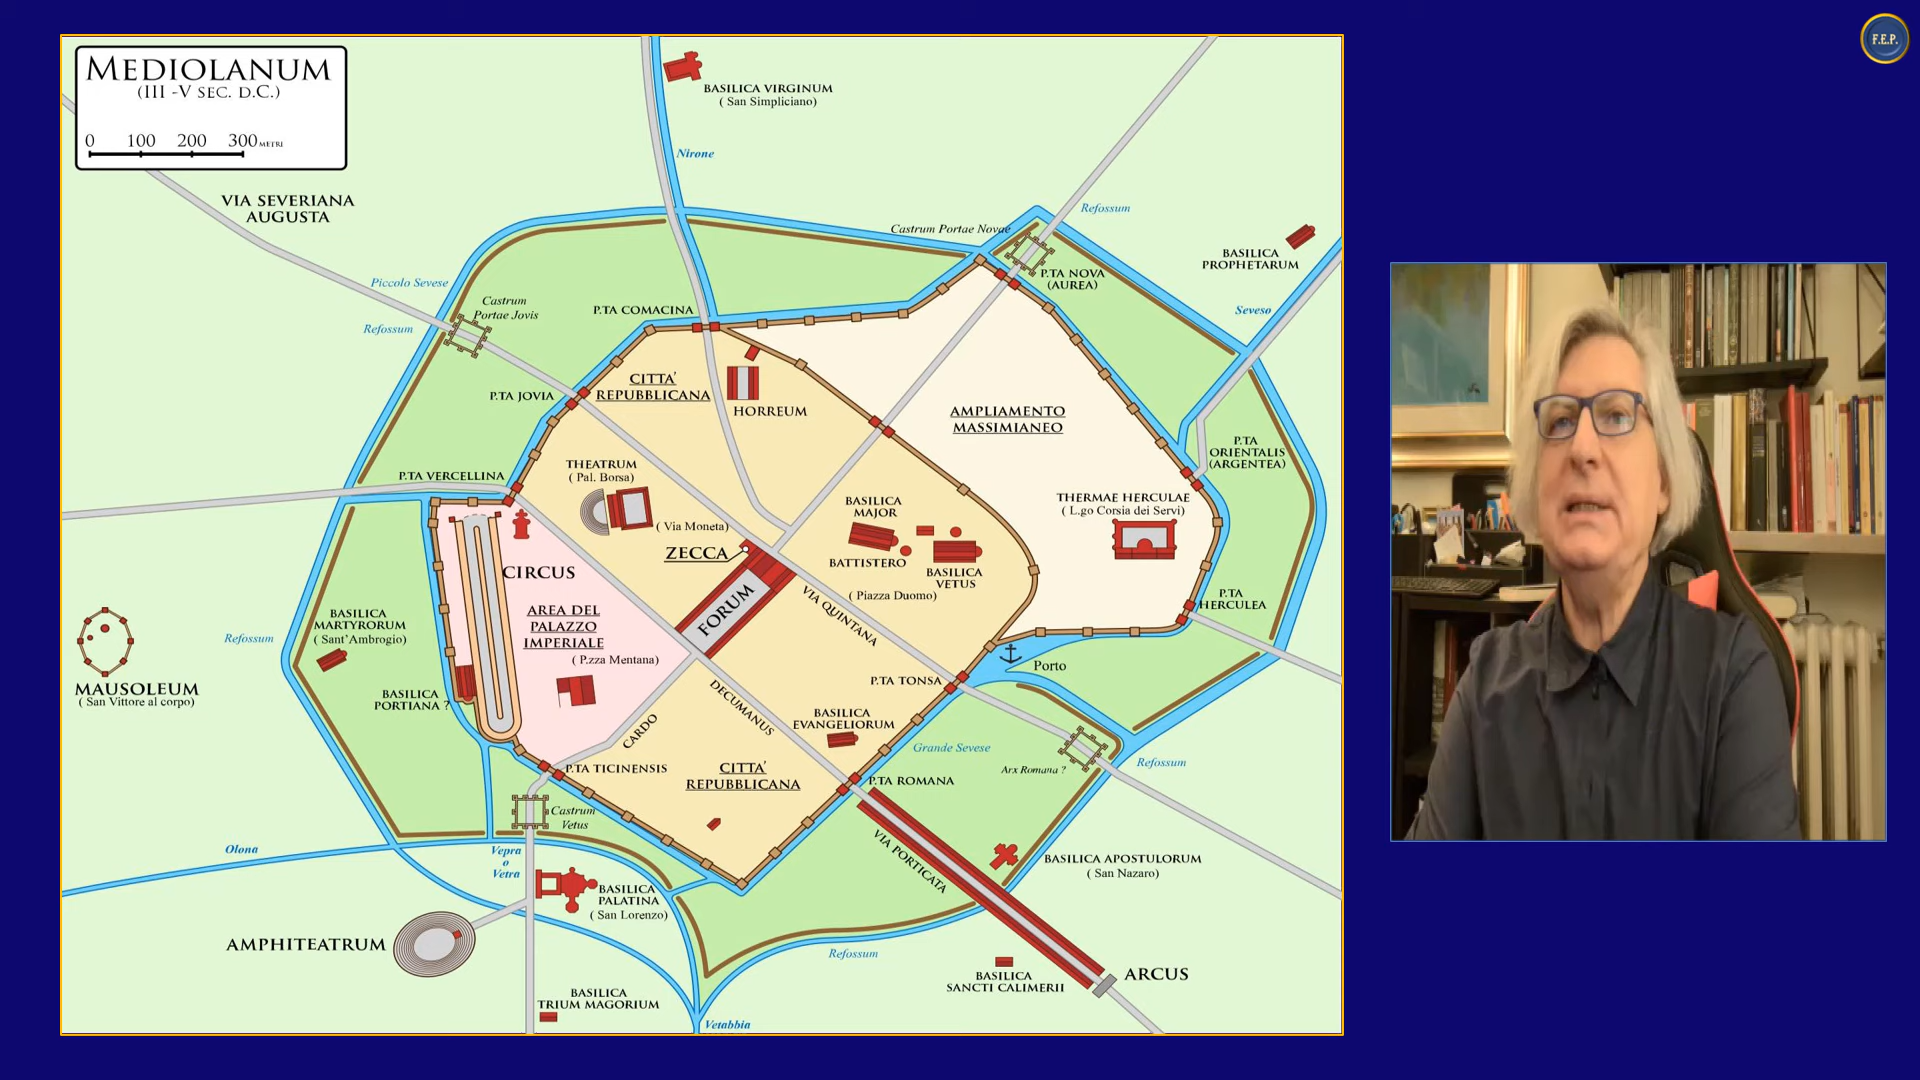 MEDIOLANUM
(III -V SEC. D.C.)
0 100 200 300 METRI
F.E.P.
BASILICA VIRGINUM
( San Simpliciano)
Nirone
VIA SEVERIANA
AUGUSTA
Refossum
Castrum Portae Novae
BASILICA
PROPHETARUM
P.TA NOVA
(AUREA)
Piccolo Sevese
Castrum
Portae Jovis
Refossum
P.TA COMACINA
Seveso
CITTA'
REPUBBLICANA
P.TA JOVIA
HORREUM
AMPLIAMENTO
MASSIMIANEO
P.TA
ORIENTALIS
(ARGENTEA)
P.TA VERCELLINA
THEATRUM
(Pal. Borsa)
( Via Moneta)
ZECCA
BASILICA
MAJOR
THERMAE HERCULAE
( L.go Corsia dei Servi)
BATTISTERO
BASILICA
VETUS
( Piazza Duomo)
CIRCUS
FORUM
VIA QUINTANA
P.TA
HERCULEA
AREA DEL
PALAZZO
IMPERIALE
( P.zza Mentana)
BASILICA
MARTYRORUM
( Sant'Ambrogio)
Refossum
MAUSOLEUM
( San Vittore al corpo)
BASILICA
PORTIANA ?
Porto
P.TA TONSA
DECUMANUS
CARDO
BASILICA
EVANGELIORUM
Grande Sevese
Arx Romana ?
Refossum
P.TA TICINENSIS
CITTA'
REPUBBLICANA
P.TA ROMANA
Castrum
Vetus
VIA PORTICATA
Olona
Vepra
o
Vetra
BASILICA APOSTULORUM
( San Nazaro)
BASILICA
PALATINA
( San Lorenzo)
AMPHITEATRUM
Refossum
BASILICA
SANCTI CALIMERII
ARCUS
BASILICA
TRIUM MAGORIUM
Vetabbia